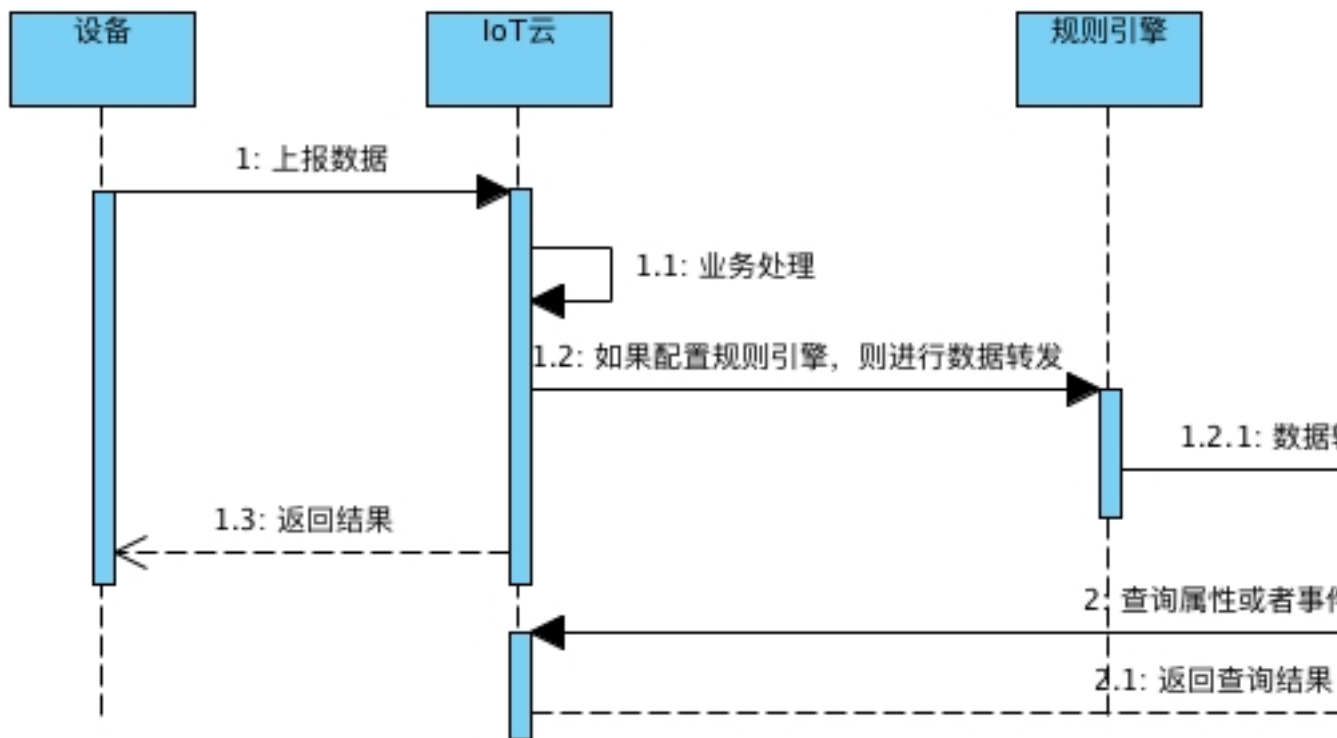 设备
IoT云
规则引擎
1: 上报数据
1.1: 业务处理
1.2: 如果配置规则引擎，则进行数据转发
1.2.1: 数据
1.3: 返回结果
2: 查询属性或者事件
2.1: 返回查询结果